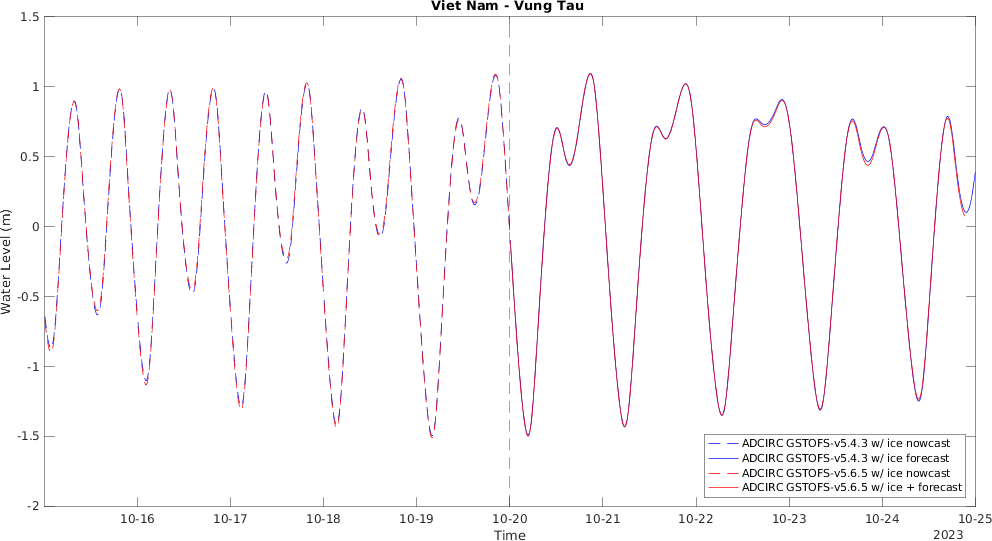 Viet Nam - Vung Tau
1.5
1
0.5
0
-0.5
-1
-1.5
-2
Water Level (m)
10-16
10-17
10-18
10-19
10-20
10-21
10-22
10-23
10-24
10-25
Time
2023
ADCIRC GSTOFS-v5.4.3 w/ ice nowcast
ADCIRC GSTOFS-v5.4.3 w/ ice forecast
ADCIRC GSTOFS-v5.6.5 w/ ice nowcast
ADCIRC GSTOFS-v5.6.5 w/ ice + forecast